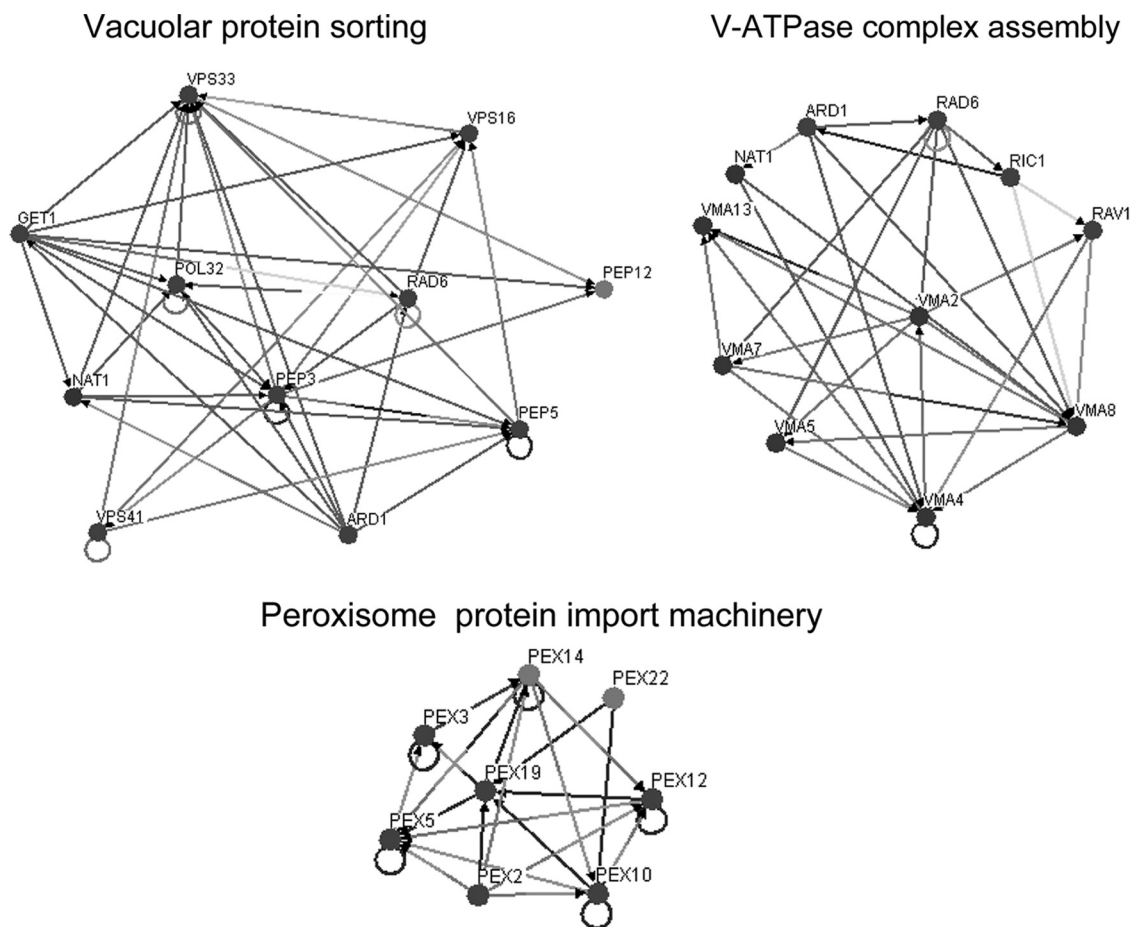 Vacuolar protein sorting
V-ATPase complex assembly
VPS33
VPS16
GET1
POL32
RAD6
PEP12
NAT1
PEP3
PEP5
VPS41
ARD1
ARD1
RAD6
NAT1
RIC1
VMA13
RAV1
VMA2
VMA7
VMA5
VMA8
VMA4
Peroxisome protein import machinery
PEX14
PEX22
PEX3
PEX19
PEX12
PEX5
PEX2
PEX10